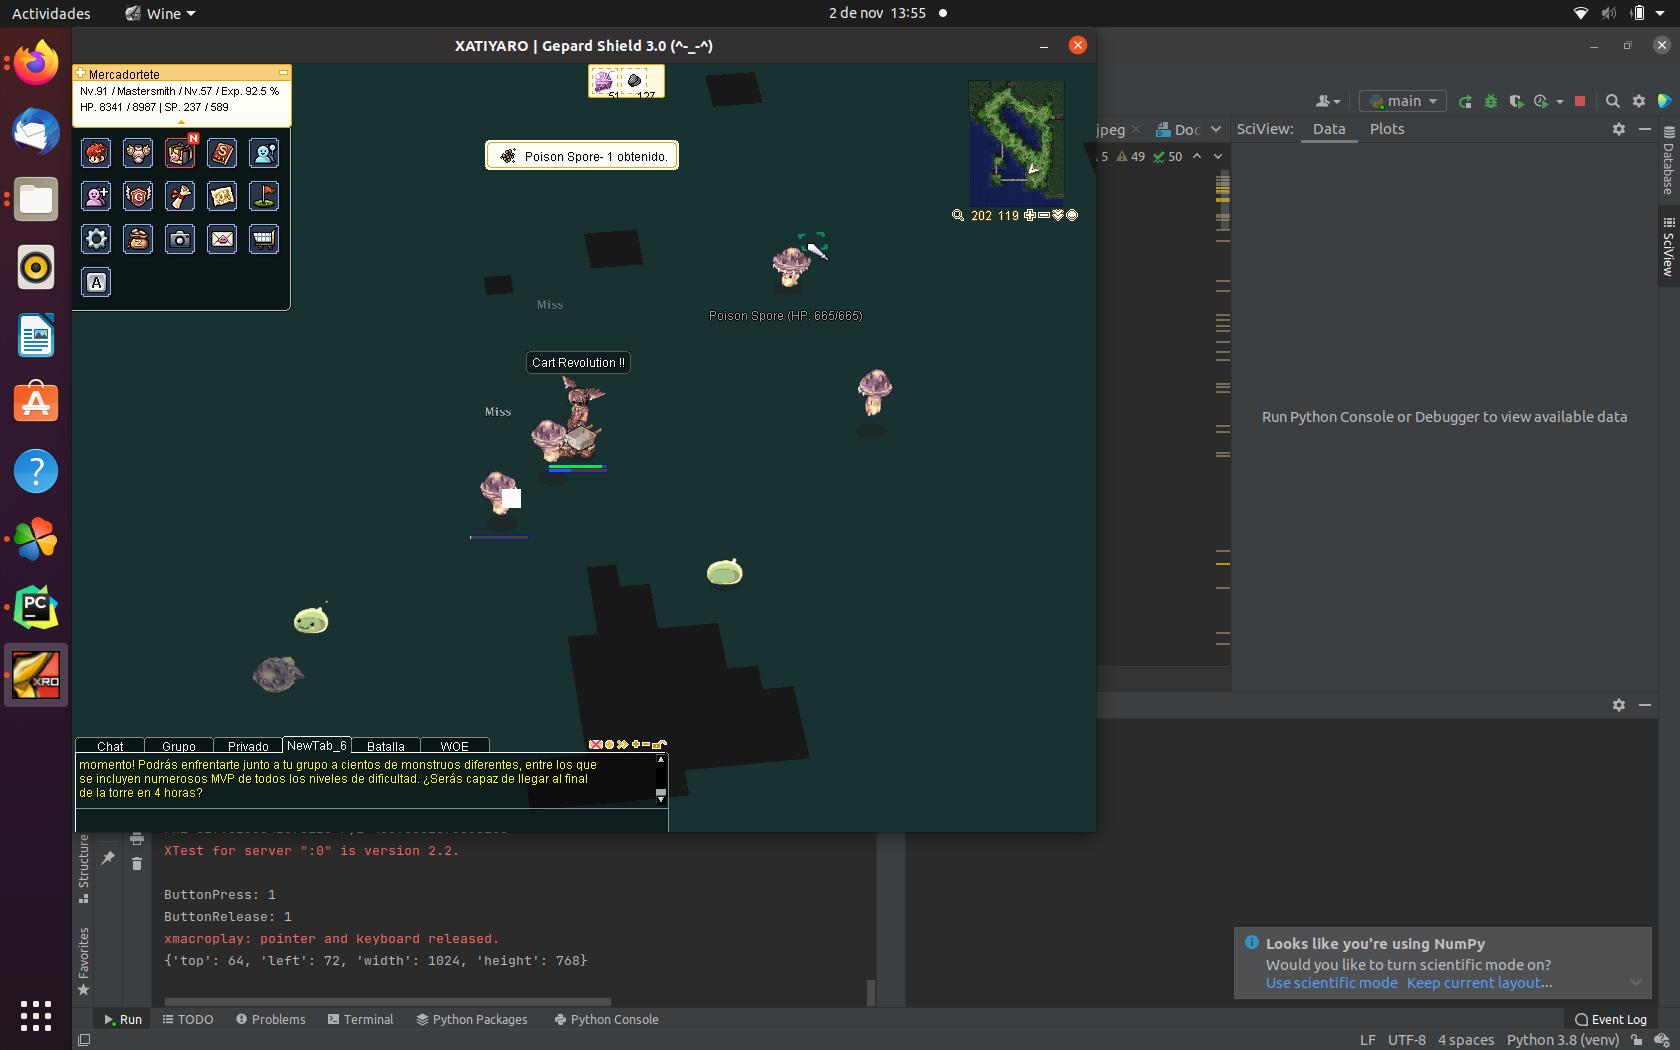 Actividades
Wine
2 de nov 13:55
XATIYARO | Gepard Shield 3.0 (^-_-^)
Mercadortete
Nv.91 / Mastersmith / Nv.57 / Exp. 92.5 %
HP. 8341 / 8987 | SP. 237 / 589
N
A
51
127
Poison Spore- 1 obtenido.
202 119
Miss
Poison Spore (HP: 665/665)
Cart Revolution !!
Miss
Chat
Grupo
Privado
NewTab_6
Batalla
WOE
momento! Podrás enfrentarte junto a tu grupo a cientos de monstruos diferentes, entre los que
se incluyen numerosos MVP de todos los niveles de dificultad. ¿Serás capaz de llegar al final
de la torre en 4 horas?
main
jpeg
Doc
SciView:
Data
Plots
5
49
50
Database
SciView
Run Python Console or Debugger to view available data
XRO
PC
XTest for server ":0" is version 2.2.
ButtonPress: 1
ButtonRelease: 1
xmacroplay: pointer and keyboard released.
{'top': 64, 'left': 72, 'width': 1024, 'height': 768}
Structure
Favorites
Looks like you're using NumPy
Would you like to turn scientific mode on?
Use scientific mode Keep current layout...
Run
TODO
Problems
Terminal
Python Packages
Python Console
Event Log
LF UTF-8 4 spaces Python 3.8 (venv)